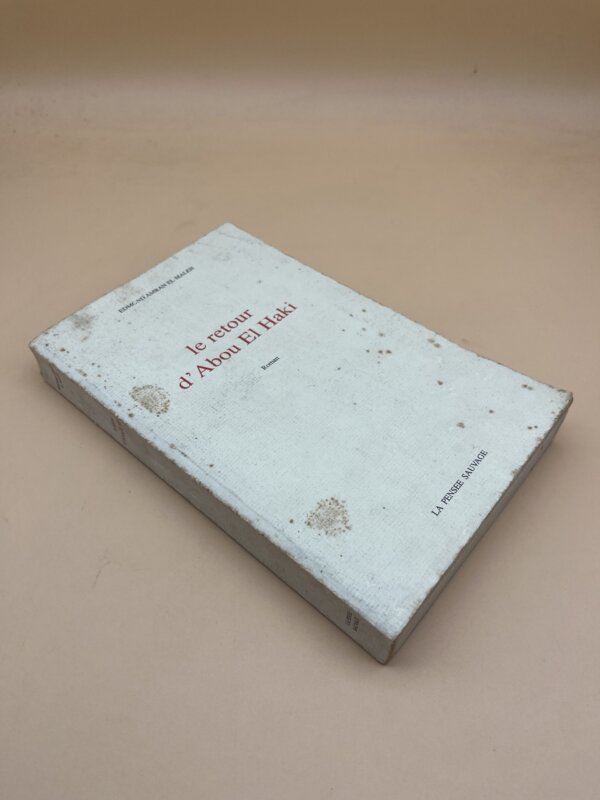 EDMOND AMRAN EL MALEH
le retour
d'Abou El Haki
Roman
LA PENSEE SAUVAGE